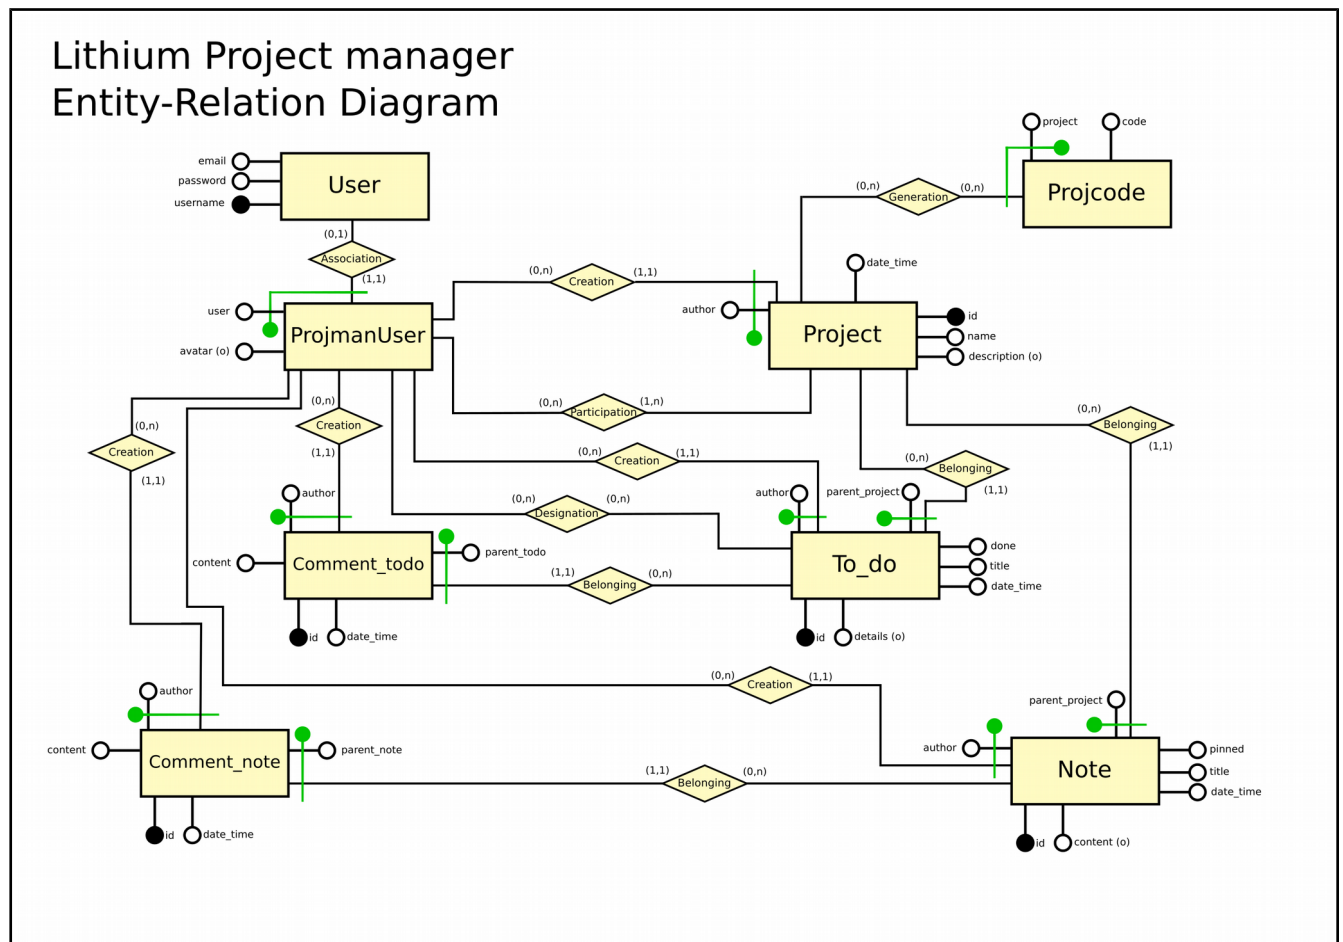 Lithium Project manager
Entity-Relation Diagram
project
code
email
password
username
User
(0,n)
Generation
(0,n)
Projcode
(0,1)
Association
(1,1)
(0,n)
Creation
(1,1)
date_time
user
avatar (o)
ProjmanUser
author
Project
id
name
description (o)
(0,n)
Participation
(1,n)
(0,n)
Creation
(1,1)
(0,n)
Creation
(1,1)
(0,n)
Creation
(1,1)
(0,n)
Belonging
(1,1)
(0,n)
Belonging
(1,1)
author
(0,n)
Designation
(0,n)
author
parent_project
content
Comment_todo
parent_todo
(1,1)
Belonging
(0,n)
To_do
done
title
date_time
id
date_time
id
details (o)
(0,n)
Creation
(1,1)
author
parent_project
content
Comment_note
parent_note
(1,1)
Belonging
(0,n)
author
Note
pinned
title
date_time
id
date_time
id
content (o)